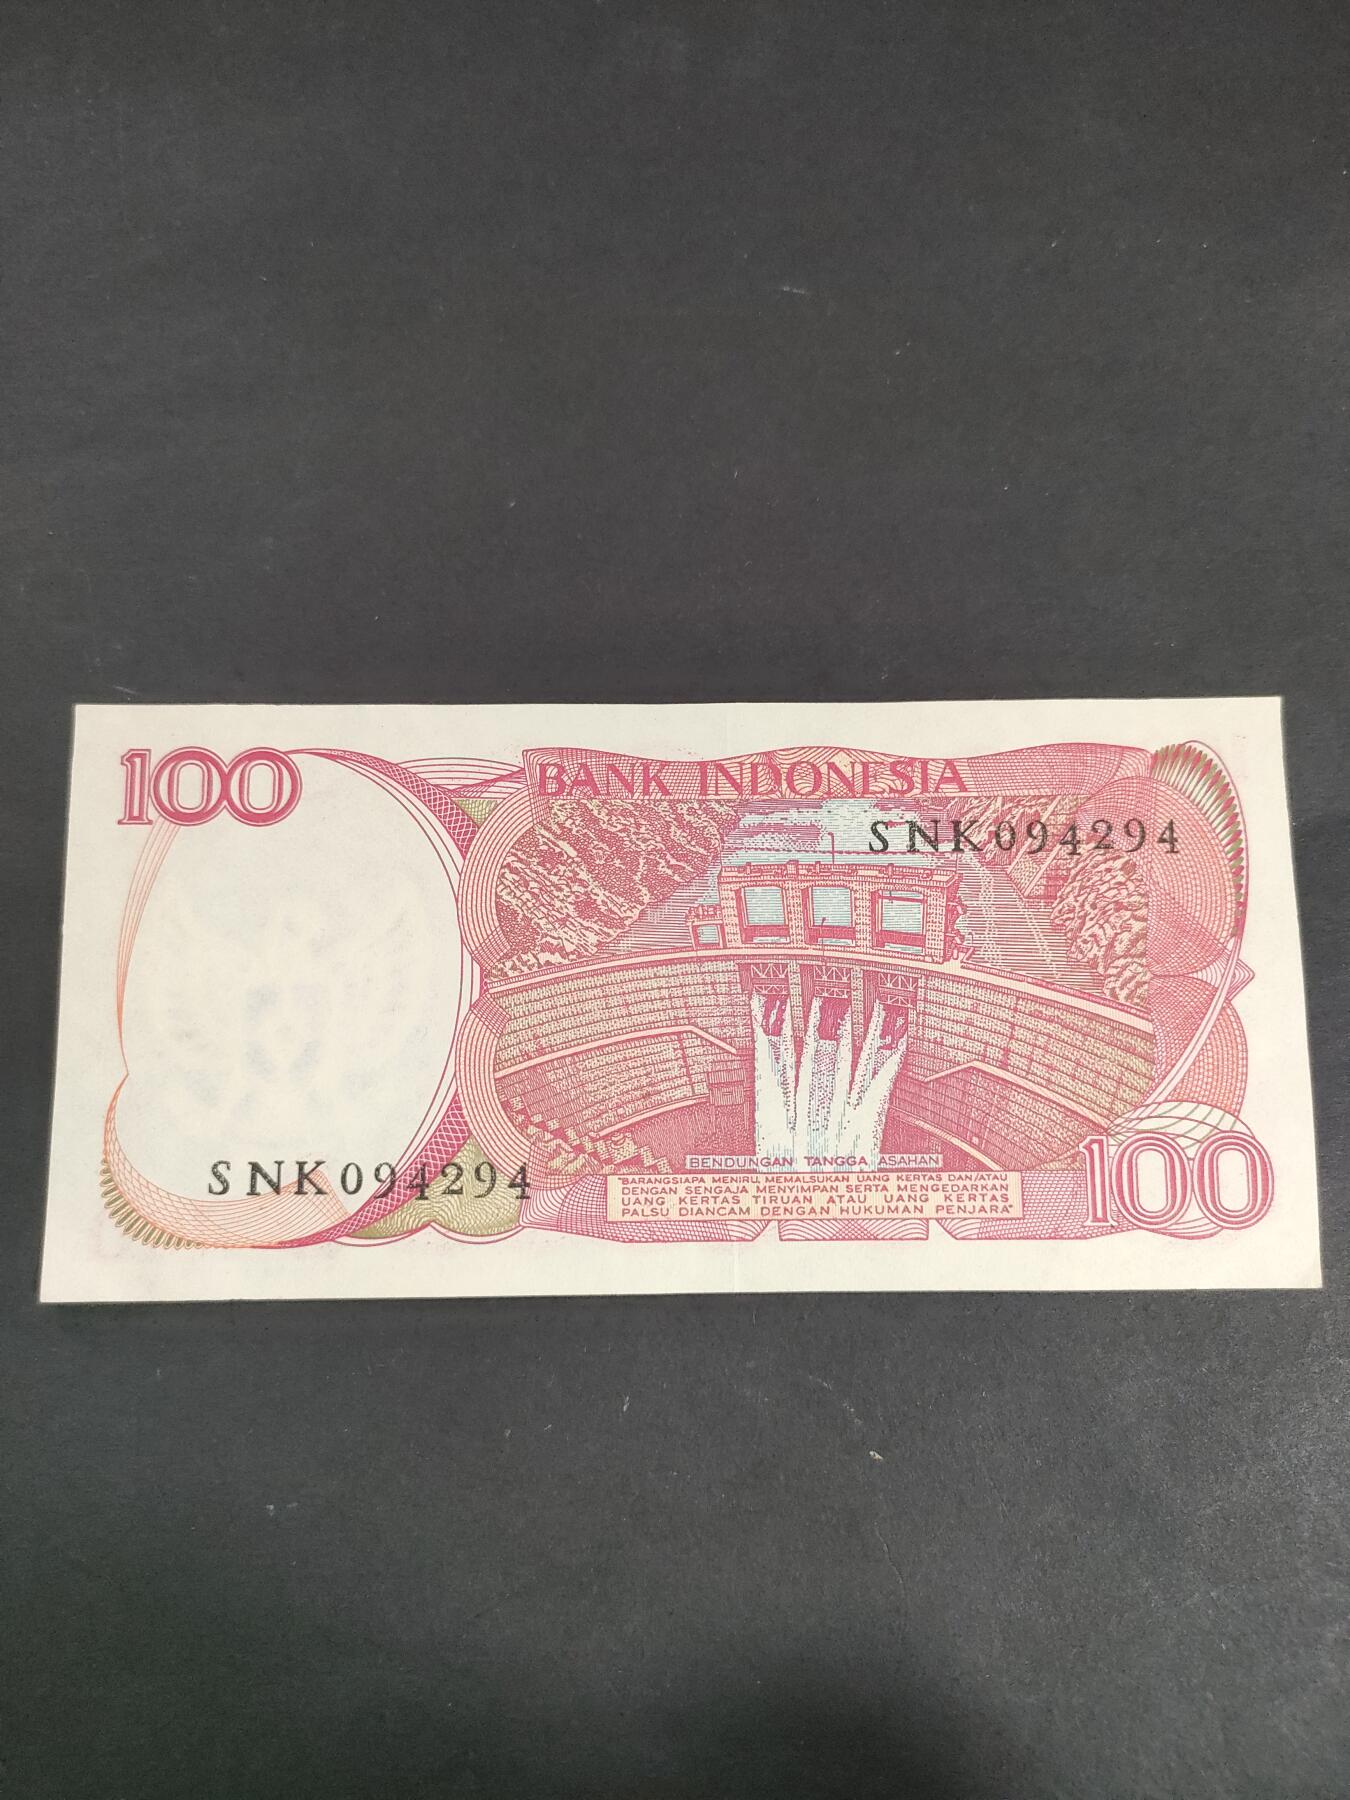 100
BANK INDONESIA
SNK094294
SNK094294
BENDUNGAN TANGGA ASAHAN
"BARANGSIAPA MENIRU, MEMALSUKAN UANG KERTAS DAN/ATAU
DENGAN SENGAJA MENYIMPAN SERTA MENGEDARKAN
UANG KERTAS TIRUAN ATAU UANG KERTAS
PALSU DIANCAM DENGAN HUKUMAN PENJARA"
100